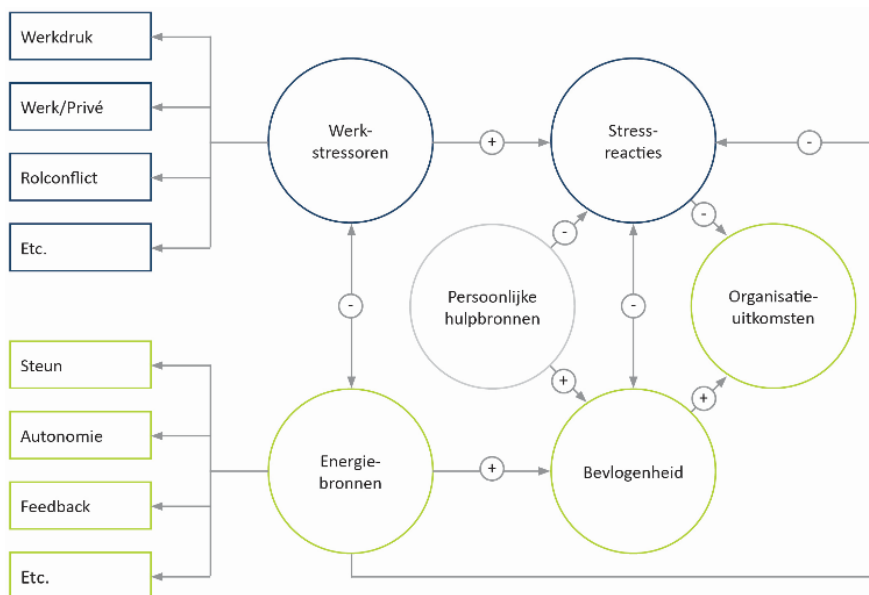 Werkdruk
Werk/Privé
Rolconflict
Etc.
Werk-
stressoren
+
Stress-
reacties
-
-
-
Persoonlijke
hulpbronnen
-
-
Organisatie-
uitkomsten
+
+
Steun
Autonomie
Feedback
Etc.
Energie-
bronnen
+
Bevlogenheid